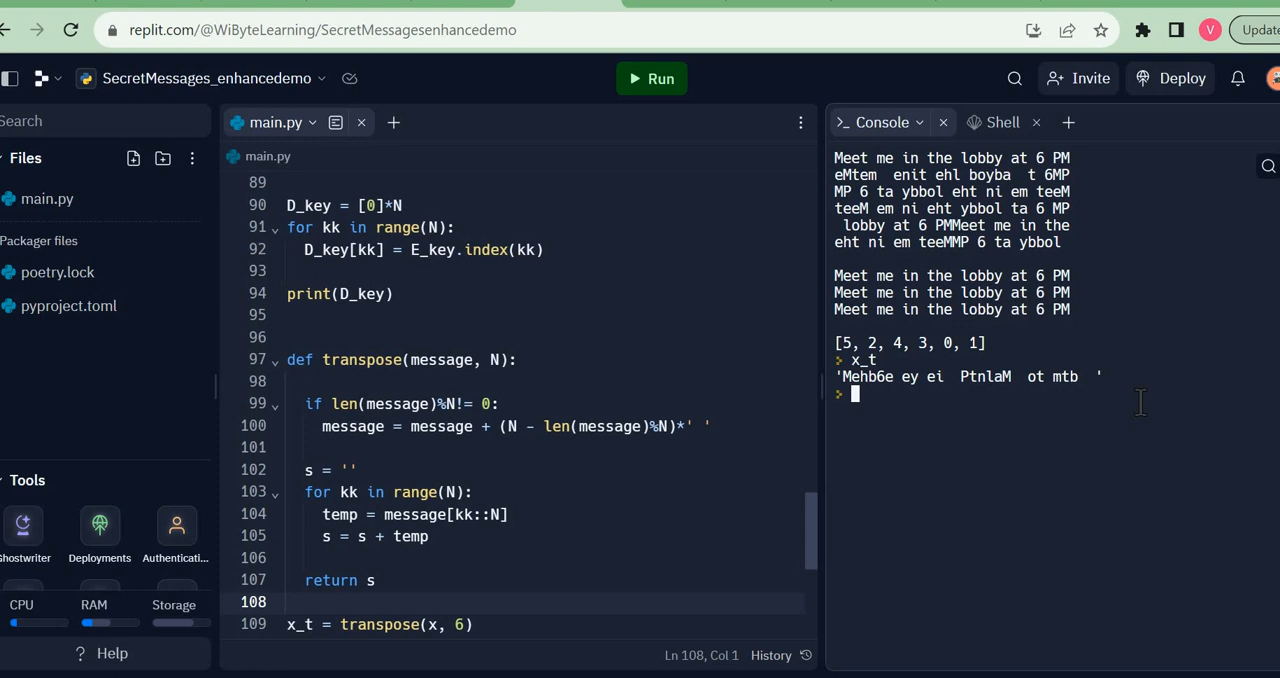 replit.com/@WiByteLearning/SecretMessagesenhancedemo
V
Update
SecretMessages_enhancedemo
Run
Invite
Deploy
Search
Files
main.py
Packager files
poetry.lock
pyproject.toml
Tools
Ghostwriter
Deployments
Authenticati...
CPU
RAM
Storage
? Help
main.py
main.py
89
90 D_key = [0]*N
91 for kk in range(N):
92 D_key[kk] = E_key.index(kk)
93
94 print(D_key)
95
96
97 def transpose(message, N):
98
99 if len(message)%N!= 0:
100 message = message + (N - len(message)%N)*' '
101
102 s = ''
103 for kk in range(N):
104 temp = message[kk::N]
105 s = s + temp
106
107 return s
108
109 x_t = transpose(x, 6)
Ln 108, Col 1 History
Console
Shell
Meet me in the lobby at 6 PM
eMtem  enit ehl boyba  t 6MP
MP 6 ta ybbol eht ni em teeM
teeM em ni eht ybbol ta 6 MP
 lobby at 6 PMMeet me in the
eht ni em teeMMP 6 ta ybbol
Meet me in the lobby at 6 PM
Meet me in the lobby at 6 PM
Meet me in the lobby at 6 PM
[5, 2, 4, 3, 0, 1]
> x_t
'Mehb6e ey ei  PtnlaM  ot mtb  '
>